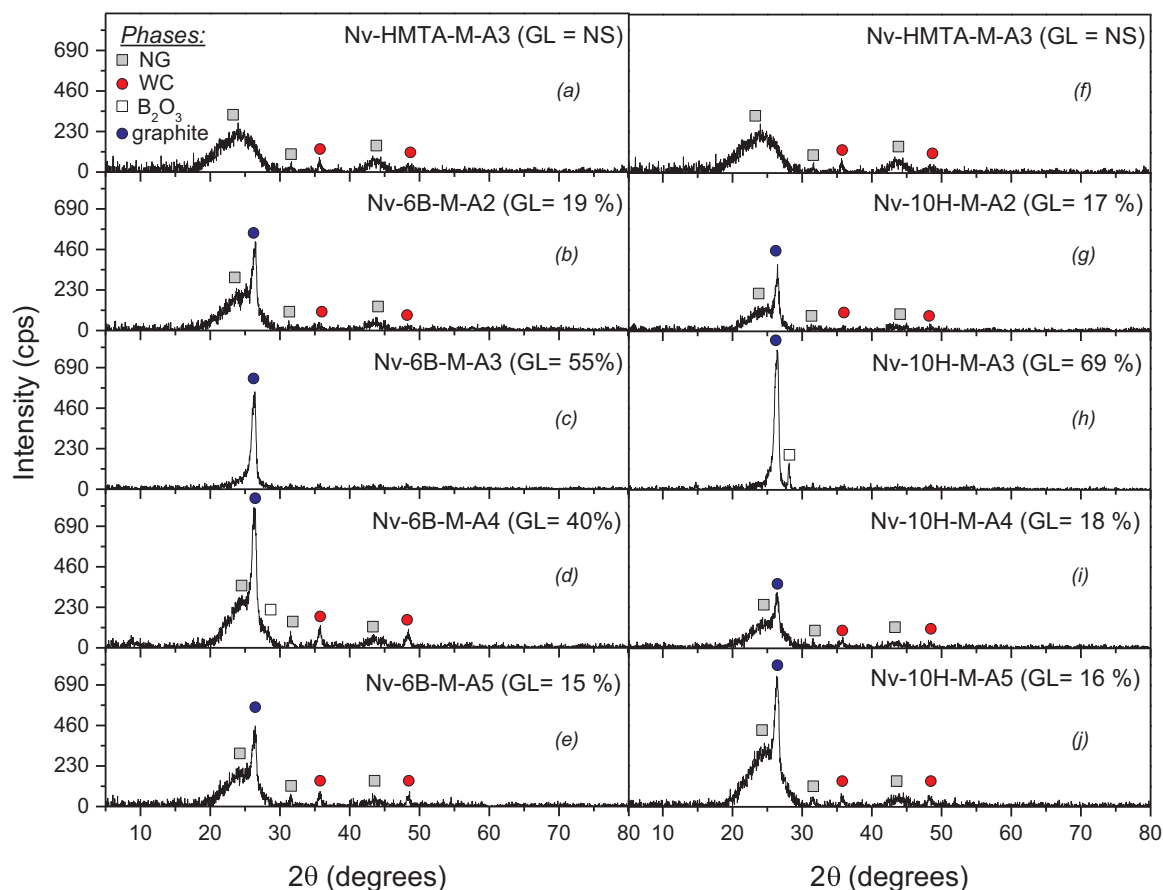 Phases:
NG
WC
B₂O₃
graphite
Nv-HMTA-M-A3 (GL = NS)
(a)
690
460
230
0
Nv-HMTA-M-A3 (GL = NS)
(f)
80
Nv-6B-M-A2 (GL= 19 %)
(b)
690
460
230
0
Nv-10H-M-A2 (GL= 17 %)
(g)
Nv-6B-M-A3 (GL= 55%)
(c)
690
460
230
0
Nv-10H-M-A3 (GL= 69 %)
(h)
Nv-6B-M-A4 (GL= 40%)
(d)
690
460
230
0
Nv-10H-M-A4 (GL= 18 %)
(i)
Nv-6B-M-A5 (GL= 15 %)
(e)
690
460
230
0
Nv-10H-M-A5 (GL= 16 %)
(j)
Intensity (cps)
10 20 30 40 50 60 70 80 10 20 30 40 50 60 70 80
2θ (degrees)
2θ (degrees)